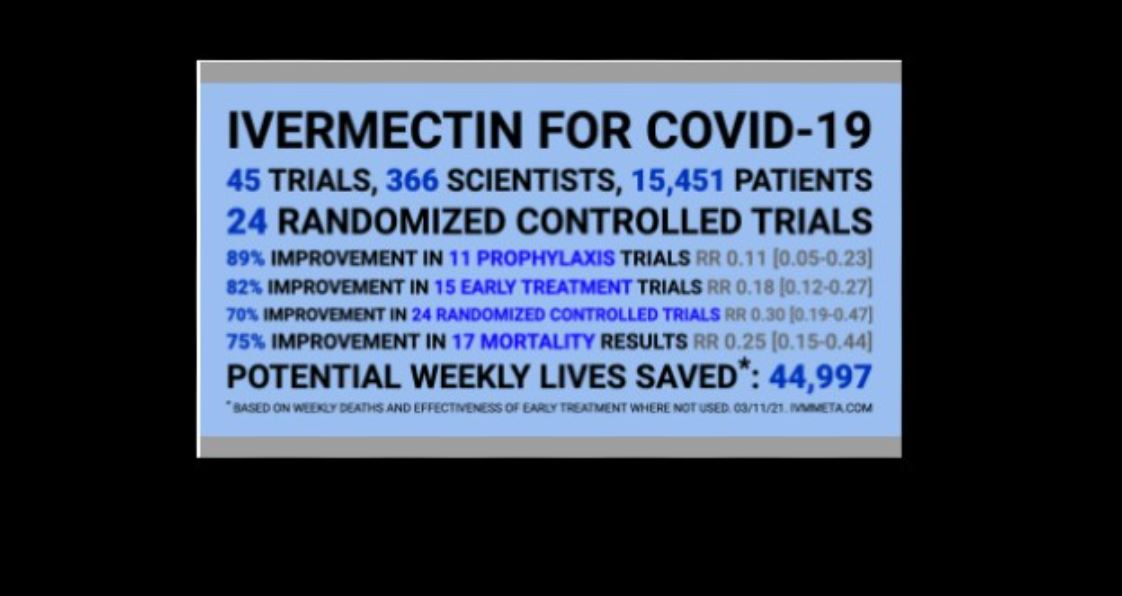 IVERMECTIN FOR COVID-19
45 TRIALS, 366 SCIENTISTS, 15,451 PATIENTS
24 RANDOMIZED CONTROLLED TRIALS
89% IMPROVEMENT IN 11 PROPHYLAXIS TRIALS RR 0.11 [0.05-0.23]
82% IMPROVEMENT IN 15 EARLY TREATMENT TRIALS RR 0.18 [0.12-0.27]
70% IMPROVEMENT IN 24 RANDOMIZED CONTROLLED TRIALS RR 0.30 [0.19-0.47]
75% IMPROVEMENT IN 17 MORTALITY RESULTS RR 0.25 [0.15-0.44]
POTENTIAL WEEKLY LIVES SAVED*: 44,997
* BASED ON WEEKLY DEATHS AND EFFECTIVENESS OF EARLY TREATMENT WHERE NOT USED. 03/11/21. IVMMETA.COM